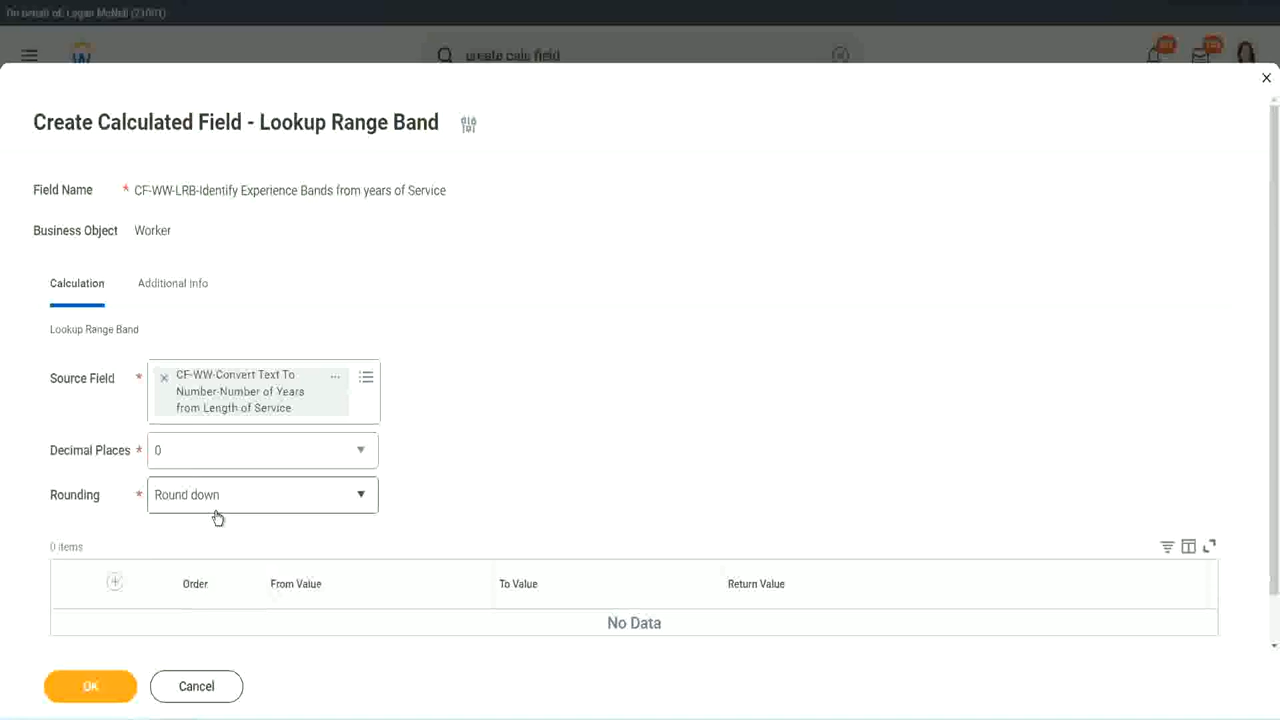 On behalf of: Logan McNeil (21001)
create calc field
Create Calculated Field - Lookup Range Band
Field Name * CF-WW-LRB-Identify Experience Bands from years of Service
Business Object Worker
Calculation Additional Info
Lookup Range Band
Source Field * CF-WW-Convert Text To
Number-Number of Years
from Length of Service
Decimal Places * 0
Rounding * Round down
0 items
Order From Value To Value Return Value
No Data
OK Cancel